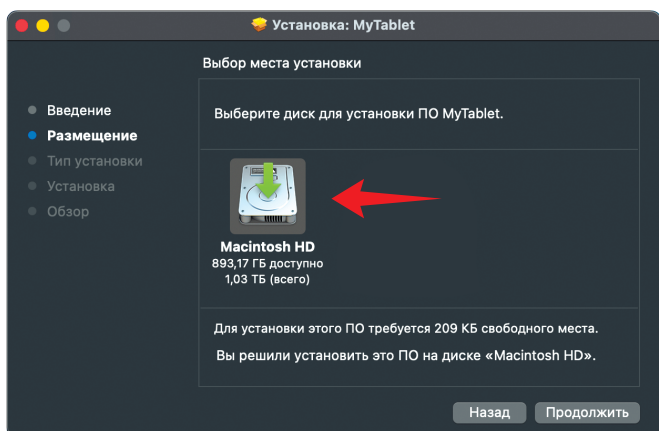 Установка: MyTablet
Выбор места установки
Введение
Размещение
Тип установки
Установка
Обзор
Выберите диск для установки ПО MyTablet.
Macintosh HD
893,17 ГБ доступно
1,03 ТБ (всего)
Для установки этого ПО требуется 209 КБ свободного места.
Вы решили установить это ПО на диске «Macintosh HD».
Назад
Продолжить